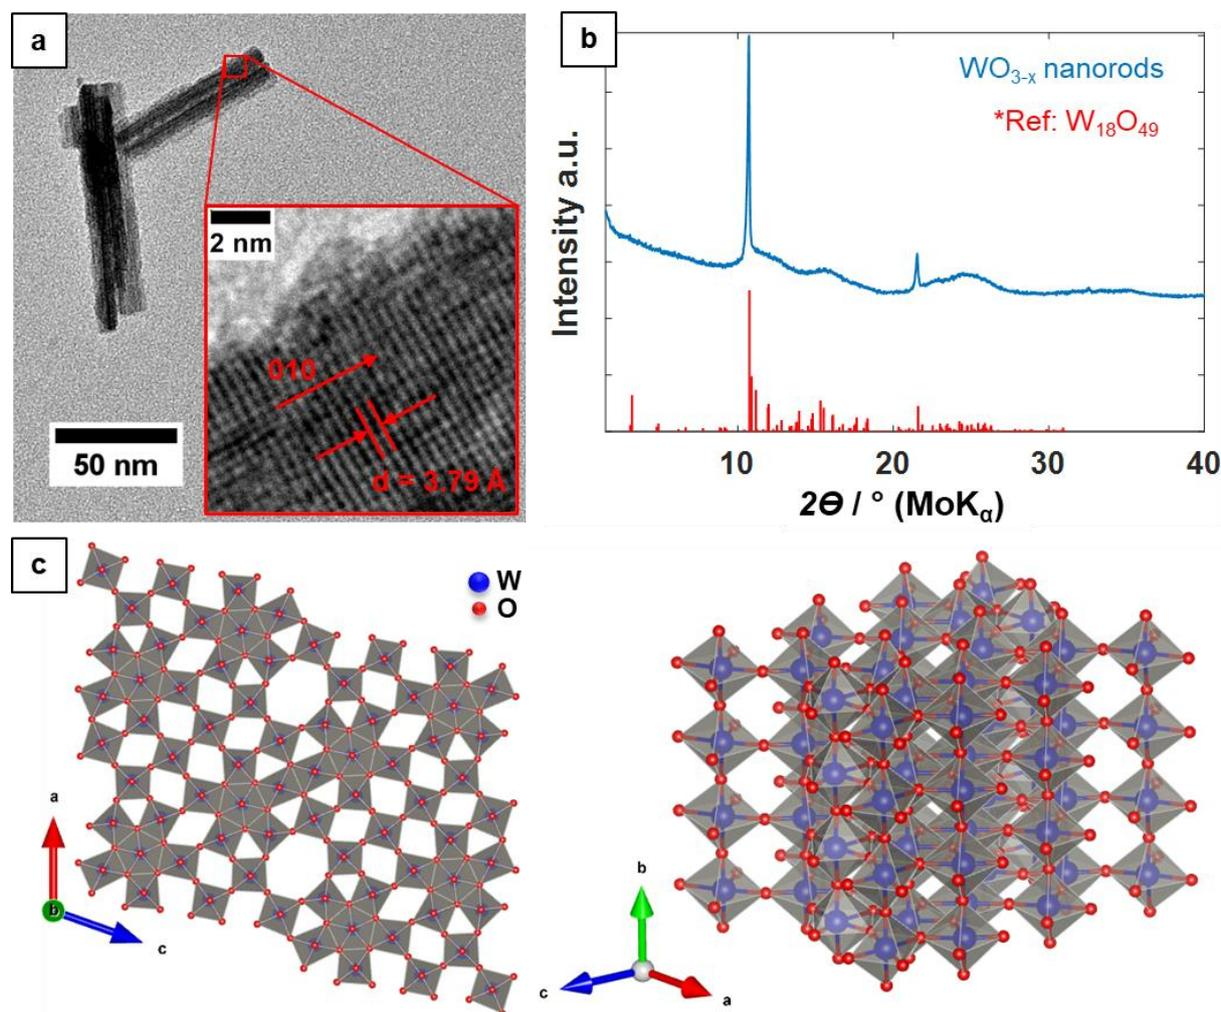 a
2 nm
010
d = 3.79 Å
50 nm
b
WO3-x nanorods
*Ref: W18O49
Intensity a.u.
10 20 30 40
2Θ / ° (MoKα)
c
W
O
a
b
c
b
c
a